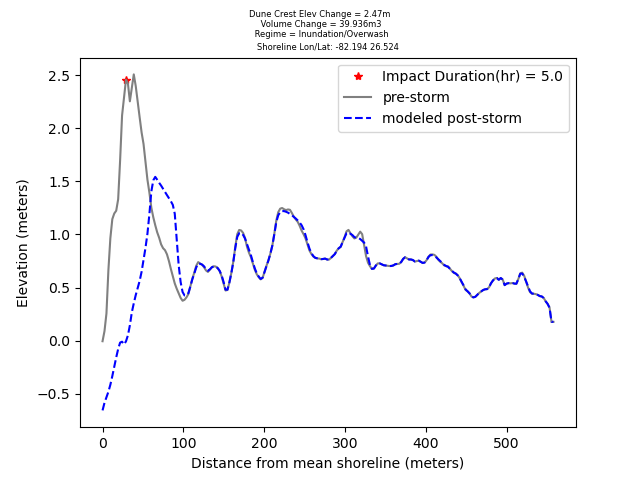 Dune Crest Elev Change = 2.47m
Volume Change = 39.936m3
Regime = Inundation/Overwash
Shoreline Lon/Lat: -82.194 26.524
Impact Duration(hr) = 5.0
pre-storm
modeled post-storm
2.5
2.0
1.5
1.0
0.5
0.0
−0.5
Elevation (meters)
0 100 200 300 400 500
Distance from mean shoreline (meters)